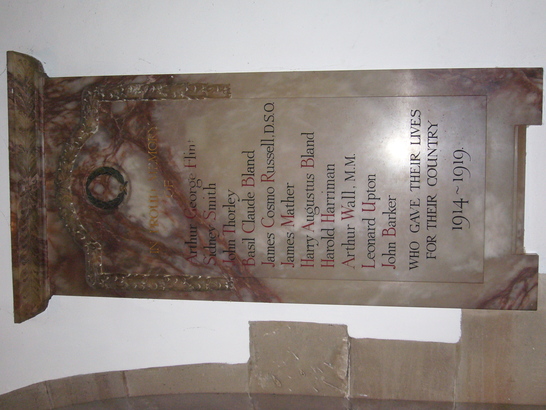 Arthur George
Sidney Smith
John Thorley
Basil Claude Bland
James Cosmo Russell, D.S.O
James Mather
Harry Augustus Bland
Harold Harriman
Arthur Wall, M.M.
Leonard Upton
John Barker
WHO GAVE THEIR LIVES
FOR THEIR COUNTRY
1914~1919.